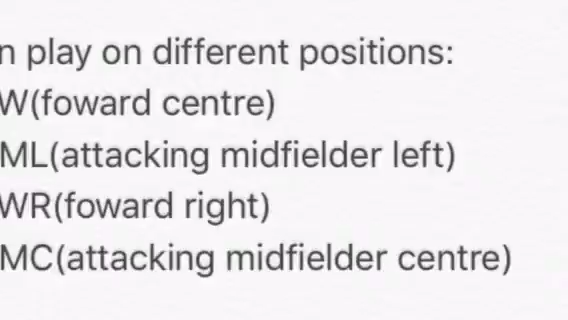 n play on different positions:
W(foward centre)
ML(attacking midfielder left)
WR(foward right)
MC(attacking midfielder centre)